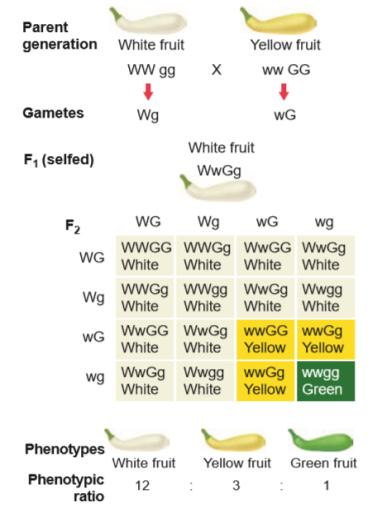 Parent generation
White fruit Yellow fruit
WW gg X ww GG
Gametes Wg wG
F1 (selfed) White fruit
WwGg
F2 WG Wg wG wg
WG WWGG White WWGg White WwGG White WwGg White
Wg WWGg White WWgg White WwGg White Wwgg White
wG WwGG White WwGg White wwGG Yellow wwGg Yellow
wg WwGg White Wwgg White wwGg Yellow wwgg Green
Phenotypes White fruit Yellow fruit Green fruit
Phenotypic ratio 12 : 3 : 1